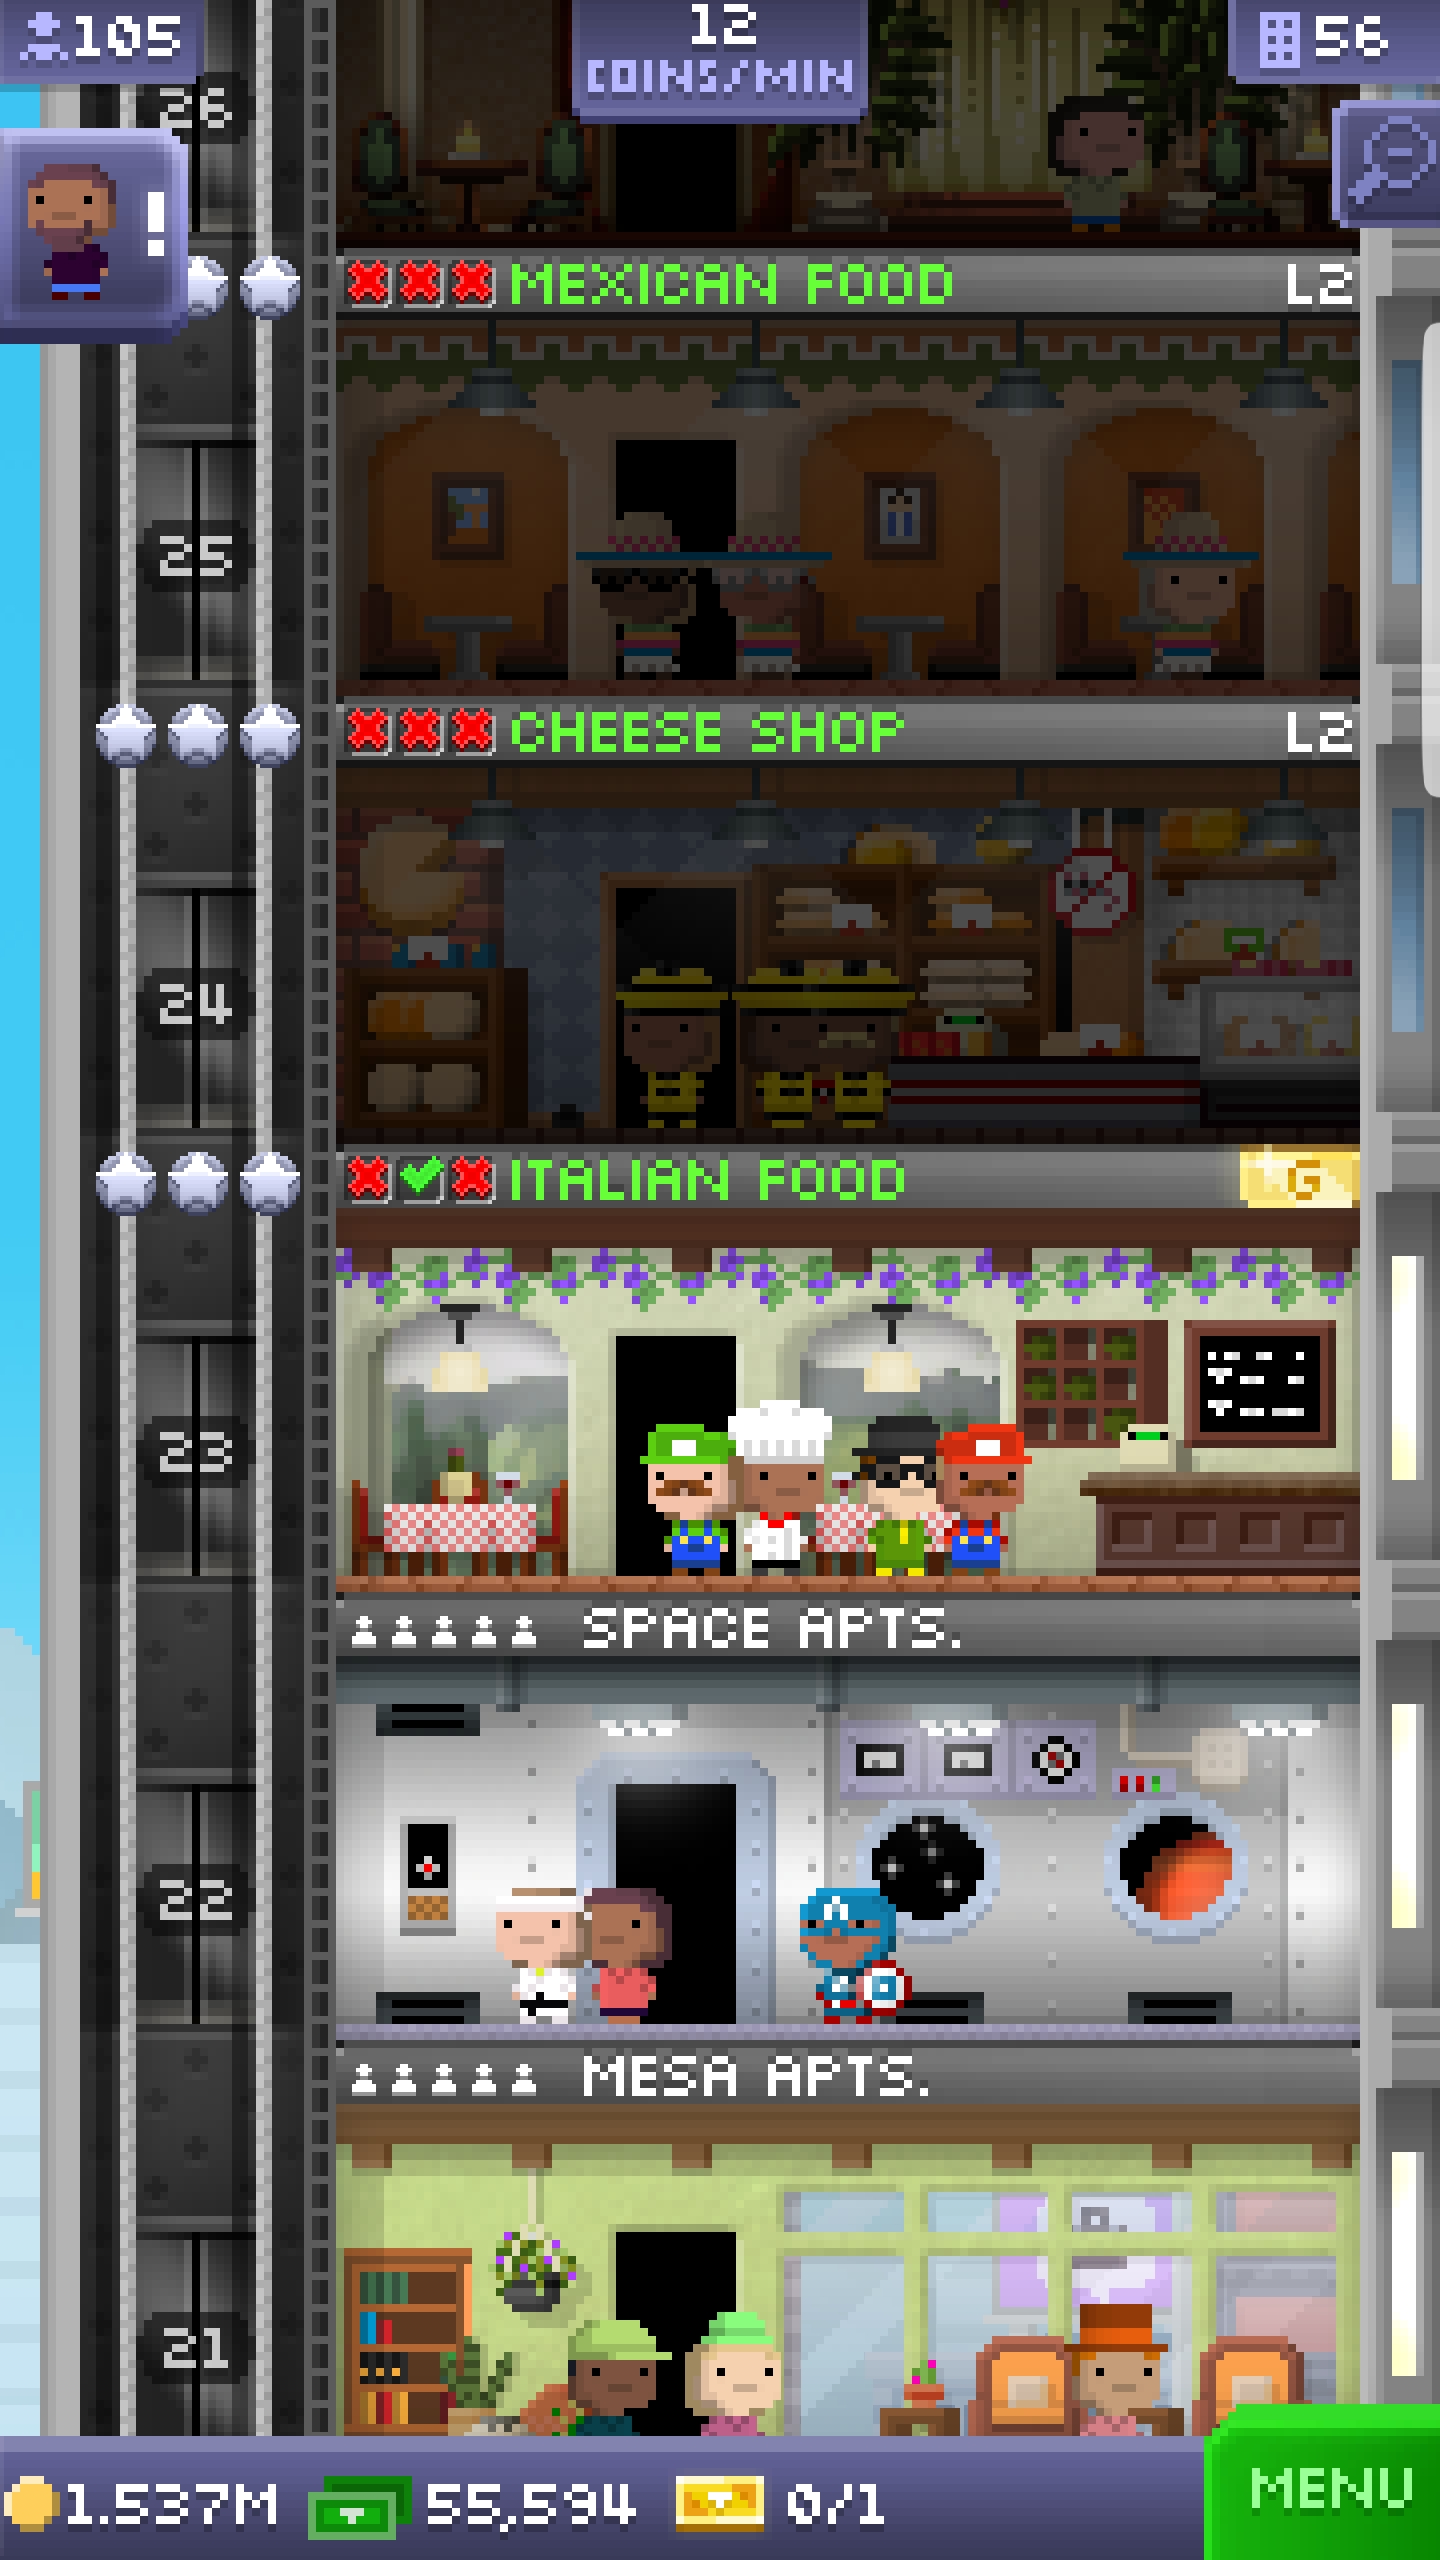 105
12
COINS/MIN
56
26
!
MEXICAN FOOD L2
25
CHEESE SHOP L2
24
ITALIAN FOOD G
23
SPACE APTS.
22
A
MESA APTS.
21
1.537M 55,594 0/1
MENU